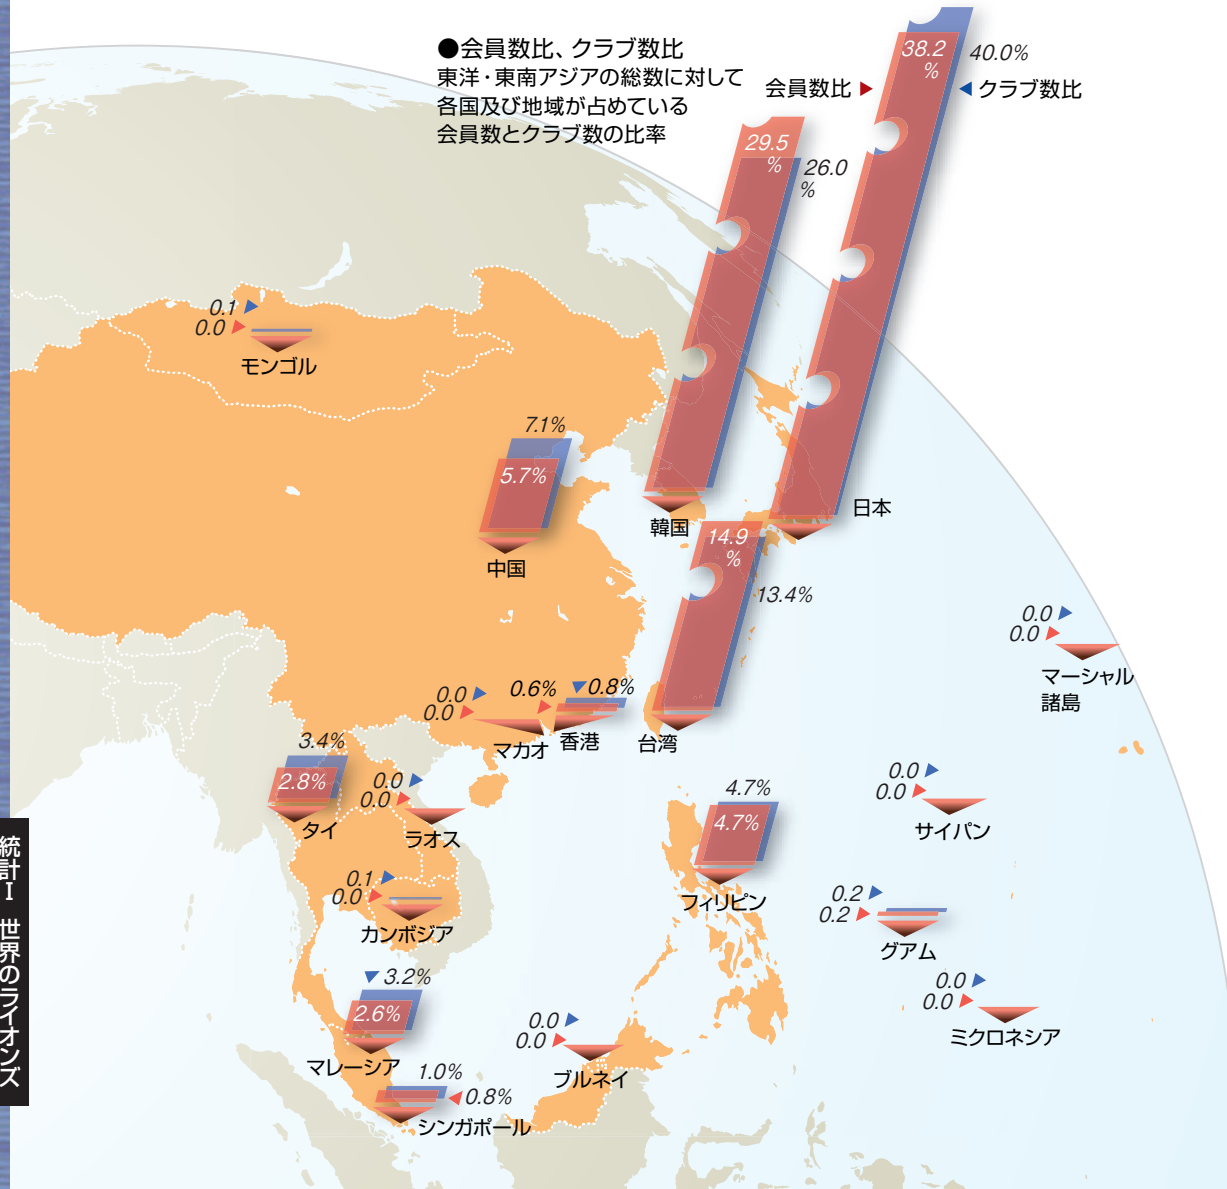 ●会員数比、クラブ数比
東洋・東南アジアの総数に対して
各国及び地域が占めている
会員数とクラブ数の比率
38.2
%
40.0%
会員数比
クラブ数比
29.5
%
26.0
%
0.1
0.0
モンゴル
7.1%
5.7%
中国
韓国
日本
14.9
%
13.4%
台湾
0.0
0.0
マーシャル
諸島
0.0
0.0
マカオ
0.6%
0.8%
香港
3.4%
2.8%
タイ
0.0
0.0
ラオス
4.7%
4.7%
フィリピン
0.0
0.0
サイパン
0.1
0.0
カンボジア
0.2
0.2
グアム
3.2%
2.6%
マレーシア
0.0
0.0
ブルネイ
0.0
0.0
ミクロネシア
1.0%
0.8%
シンガポール
統計Ⅰ 世界のライオンズ